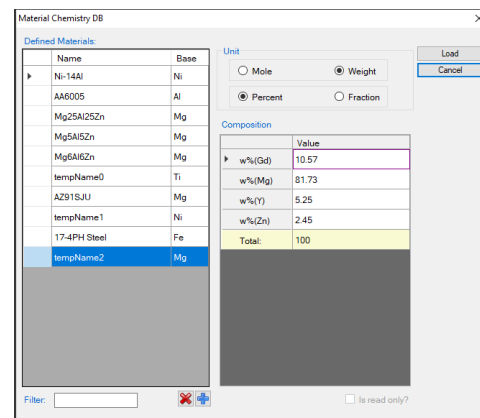 Material Chemistry DB
Defined Materials:
Name Base
Ni-14Al Ni
AA6005 Al
Mg25Al25Zn Mg
Mg5Al5Zn Mg
Mg6Al6Zn Mg
tempName0 Ti
AZ91SJU Mg
tempName1 Ni
17-4PH Steel Fe
tempName2 Mg
Filter:
Unit
Mole Weight
Percent Fraction
Composition
Value
w%(Gd) 10.57
w%(Mg) 81.73
w%(Y) 5.25
w%(Zn) 2.45
Total: 100
Is read only?
Load
Cancel